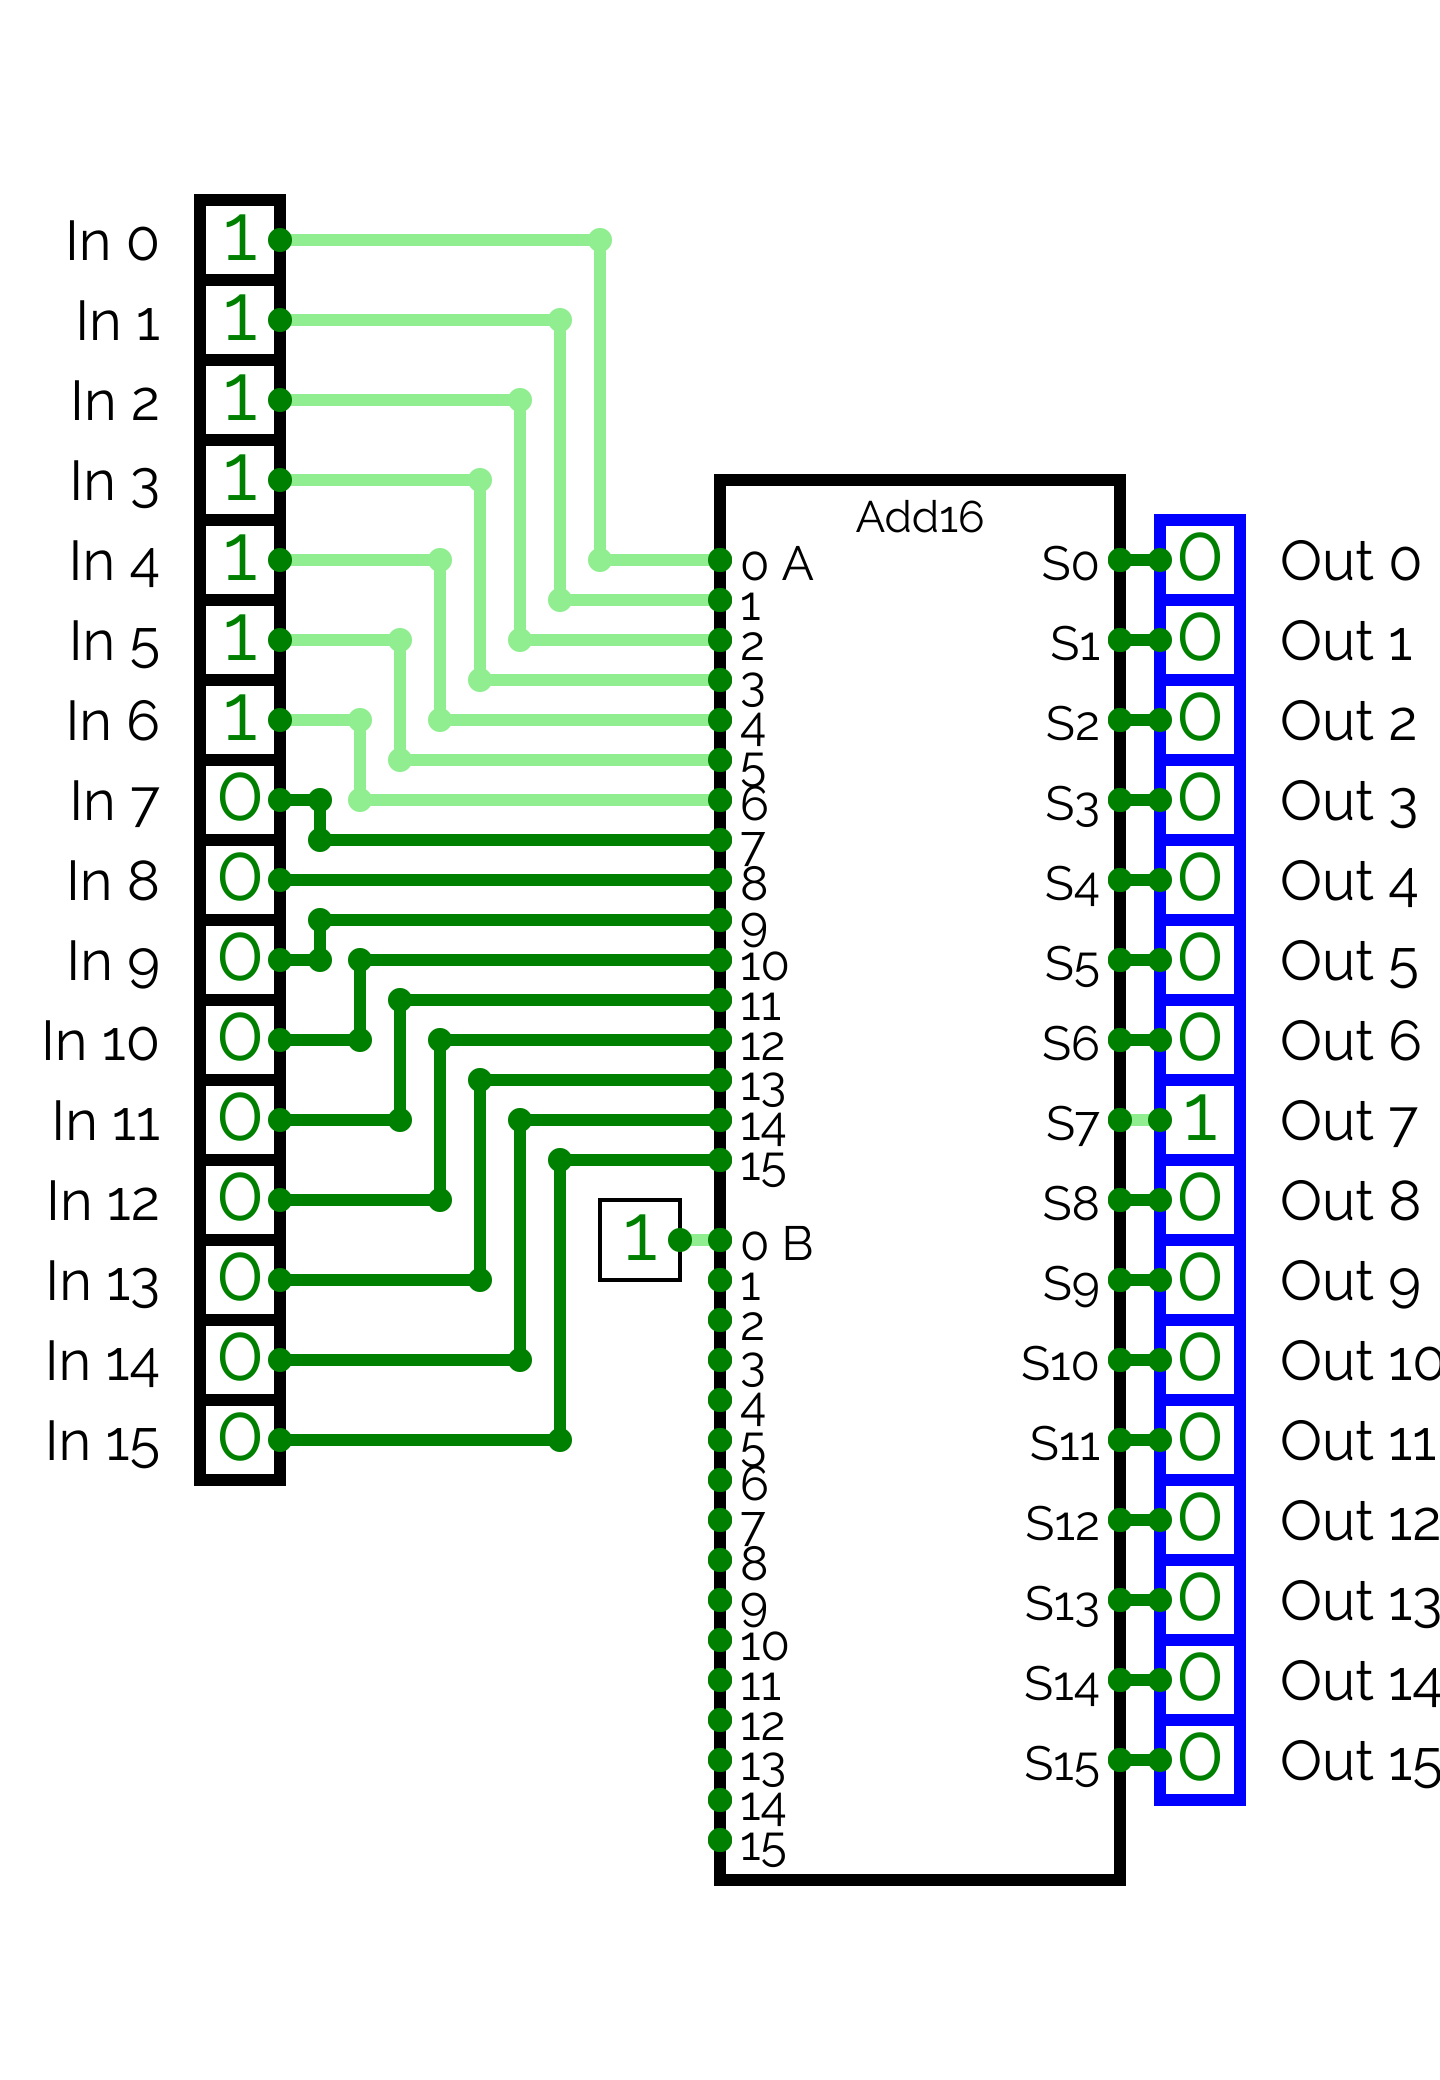 In 0 1
In 1 1
In 2 1
In 3 1
In 4 1
In 5 1
In 6 1
In 7 0
In 8 0
In 9 0
In 10 0
In 11 0
In 12 0
In 13 0
In 14 0
In 15 0
1
Add16
0 A
1
2
3
4
5
6
7
8
9
10
11
12
13
14
15
0 B
1
2
3
4
5
6
7
8
9
10
11
12
13
14
15
S0 0 Out 0
S1 0 Out 1
S2 0 Out 2
S3 0 Out 3
S4 0 Out 4
S5 0 Out 5
S6 0 Out 6
S7 1 Out 7
S8 0 Out 8
S9 0 Out 9
S10 0 Out 10
S11 0 Out 11
S12 0 Out 12
S13 0 Out 13
S14 0 Out 14
S15 0 Out 15